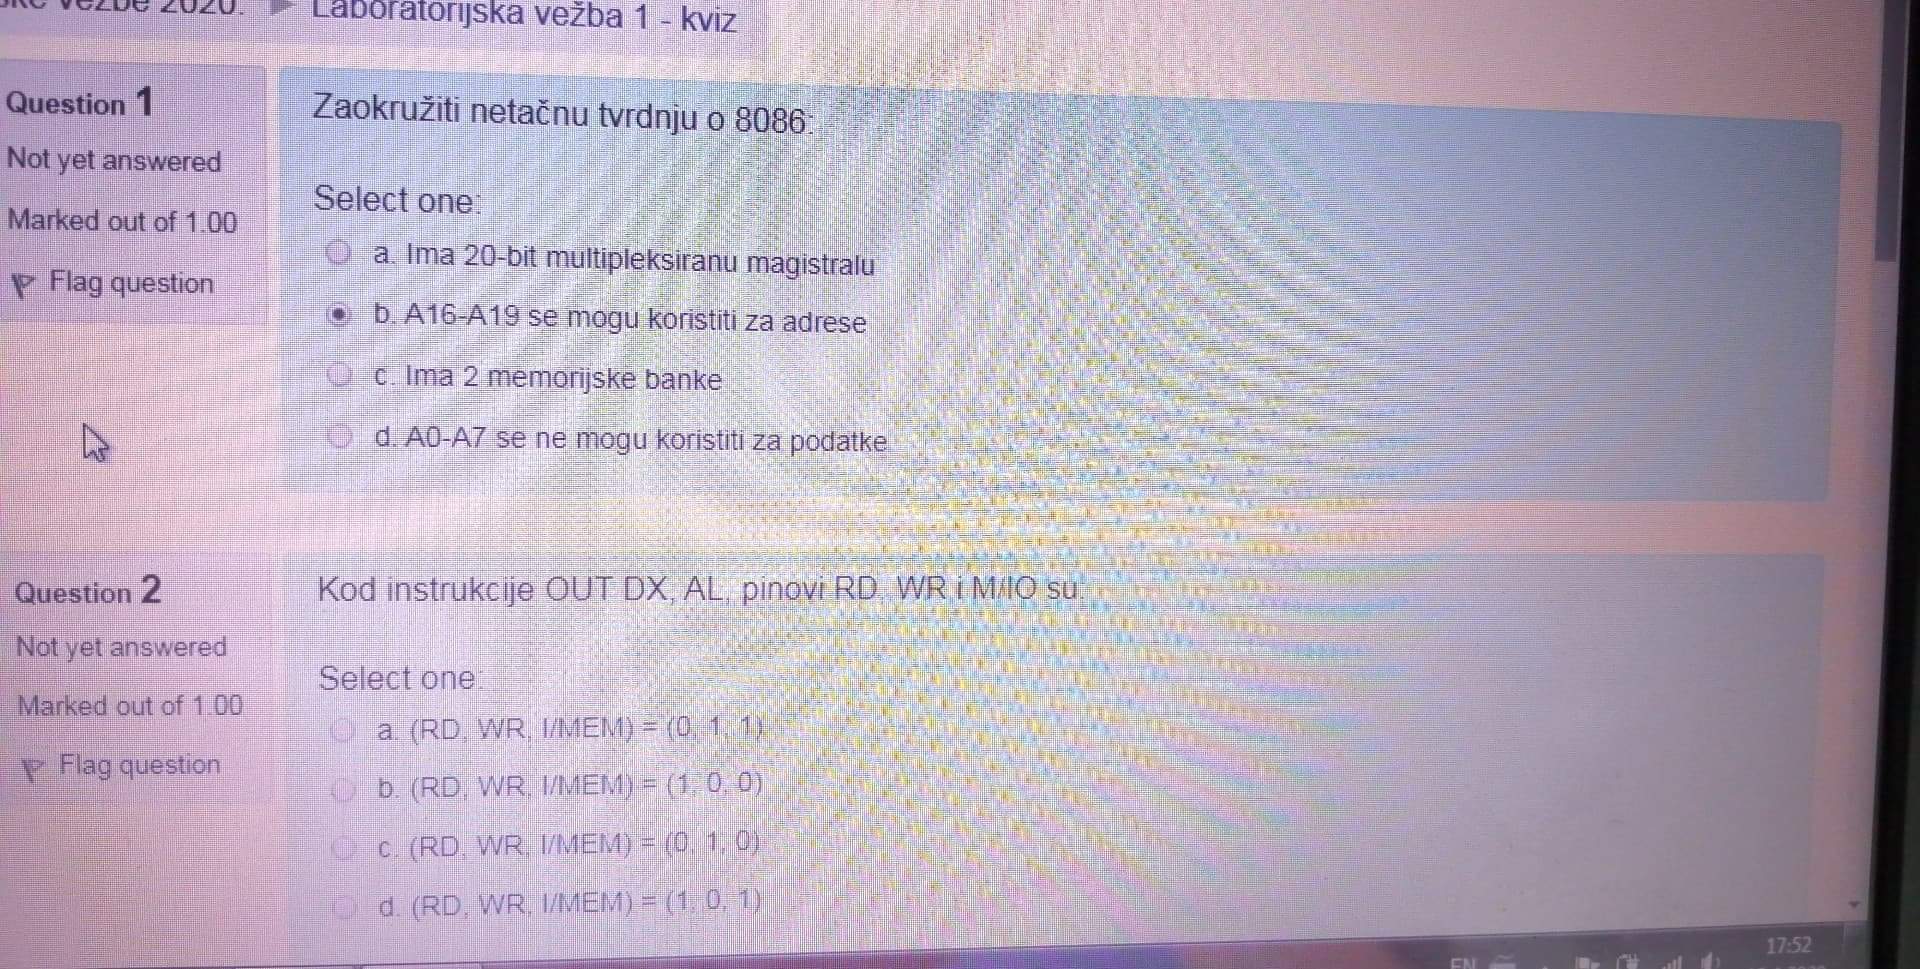 vežbe 2020. ► Laboratorijska vežba 1 - kviz
Question 1
Not yet answered
Marked out of 1.00
Flag question
Zaokružiti netačnu tvrdnju o 8086:
Select one:
a. Ima 20-bit multipleksiranu magistralu
b. A16-A19 se mogu koristiti za adrese
c. Ima 2 memorijske banke
d. A0-A7 se ne mogu koristiti za podatke
Question 2
Not yet answered
Marked out of 1.00
Flag question
Kod instrukcije OUT DX, AL, pinovi RD, WR i M/IO su:
Select one:
a. (RD, WR, I/MEM) = (0, 1, 1)
b. (RD, WR, I/MEM) = (1, 0, 0)
c. (RD, WR, I/MEM) = (0, 1, 0)
d. (RD, WR, I/MEM) = (1, 0, 1)
EN
17:52